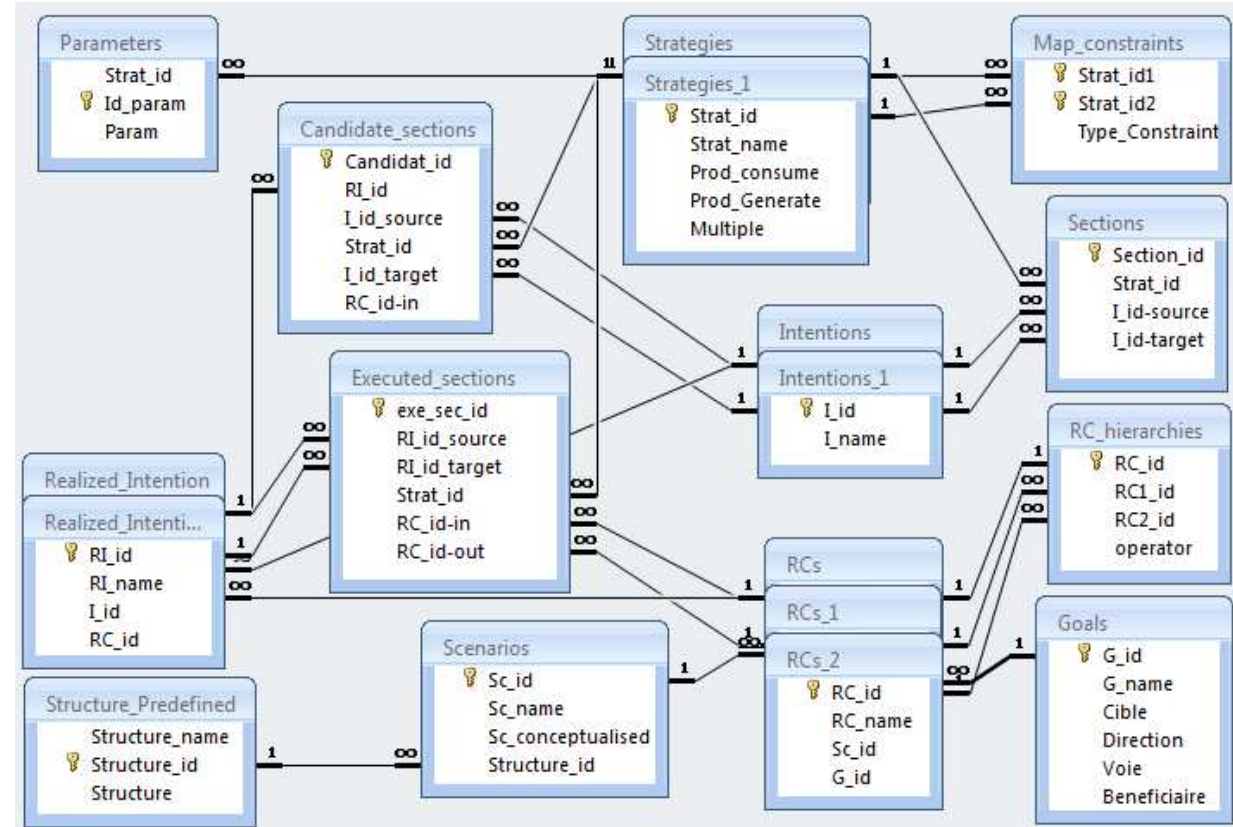 Parameters
Strat_id
Id_param
Param
Candidate_sections
Candidat_id
RI_id
I_id_source
Strat_id
I_id_target
RC_id-in
Strategies
Strategies_1
Strat_id
Strat_name
Prod_consume
Prod_Generate
Multiple
Map_constraints
Strat_id1
Strat_id2
Type_Constraint
Sections
Section_id
Strat_id
I_id-source
I_id-target
Intentions
Intentions_1
I_id
I_name
Executed_sections
exe_sec_id
RI_id_source
RI_id_target
Strat_id
RC_id-in
RC_id-out
Realized_Intention
Realized_Intenti...
RI_id
RI_name
I_id
RC_id
RC_hierarchies
RC_id
RC1_id
RC2_id
operator
RCs
RCs_1
RCs_2
RC_id
RC_name
Sc_id
G_id
Goals
G_id
G_name
Cible
Direction
Voie
Beneficiaire
Scenarios
Sc_id
Sc_name
Sc_conceptualised
Structure_id
Structure_Predefined
Structure_name
Structure_id
Structure